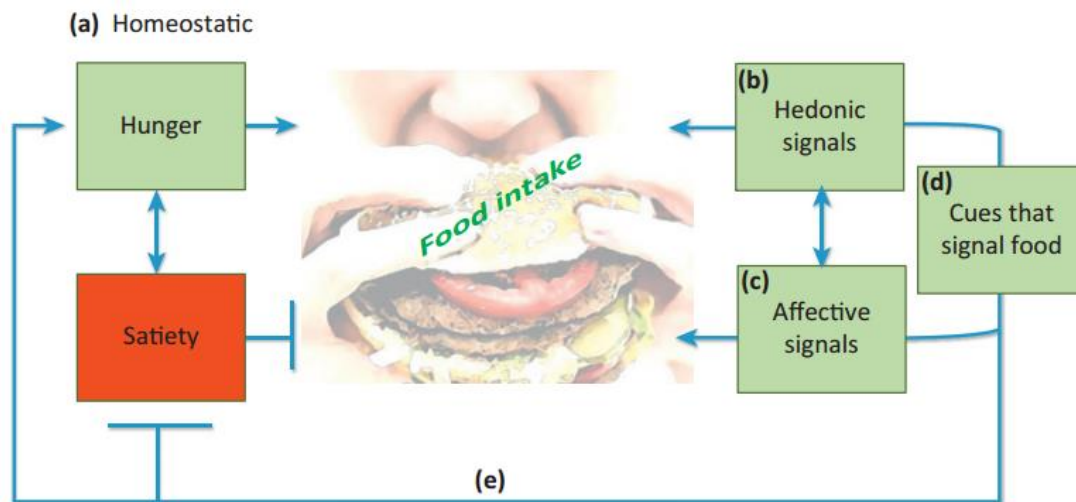 (a) Homeostatic
Hunger
Satiety
Food intake
(b)
Hedonic
signals
(c)
Affective
signals
(d)
Cues that
signal food
(e)